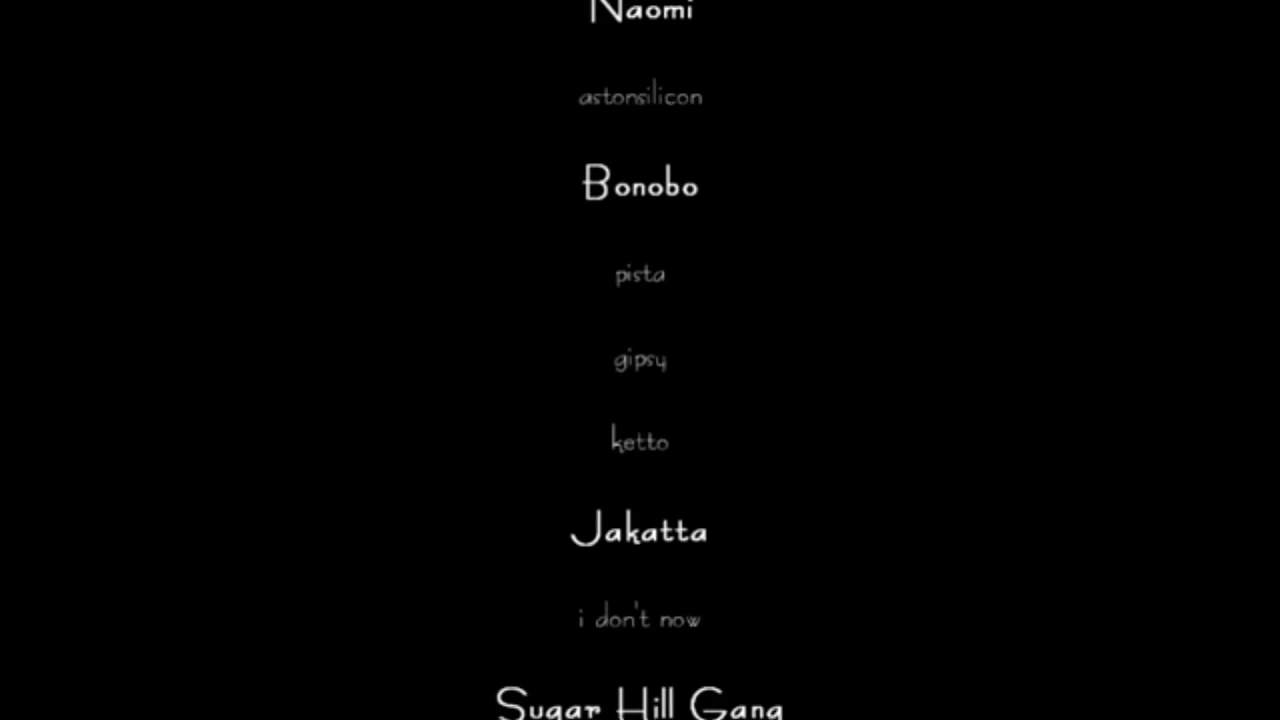 Naomi
astonsilicon
Bonobo
pista
gipsy
ketto
Jakatta
i don't now
Sugar Hill Gang